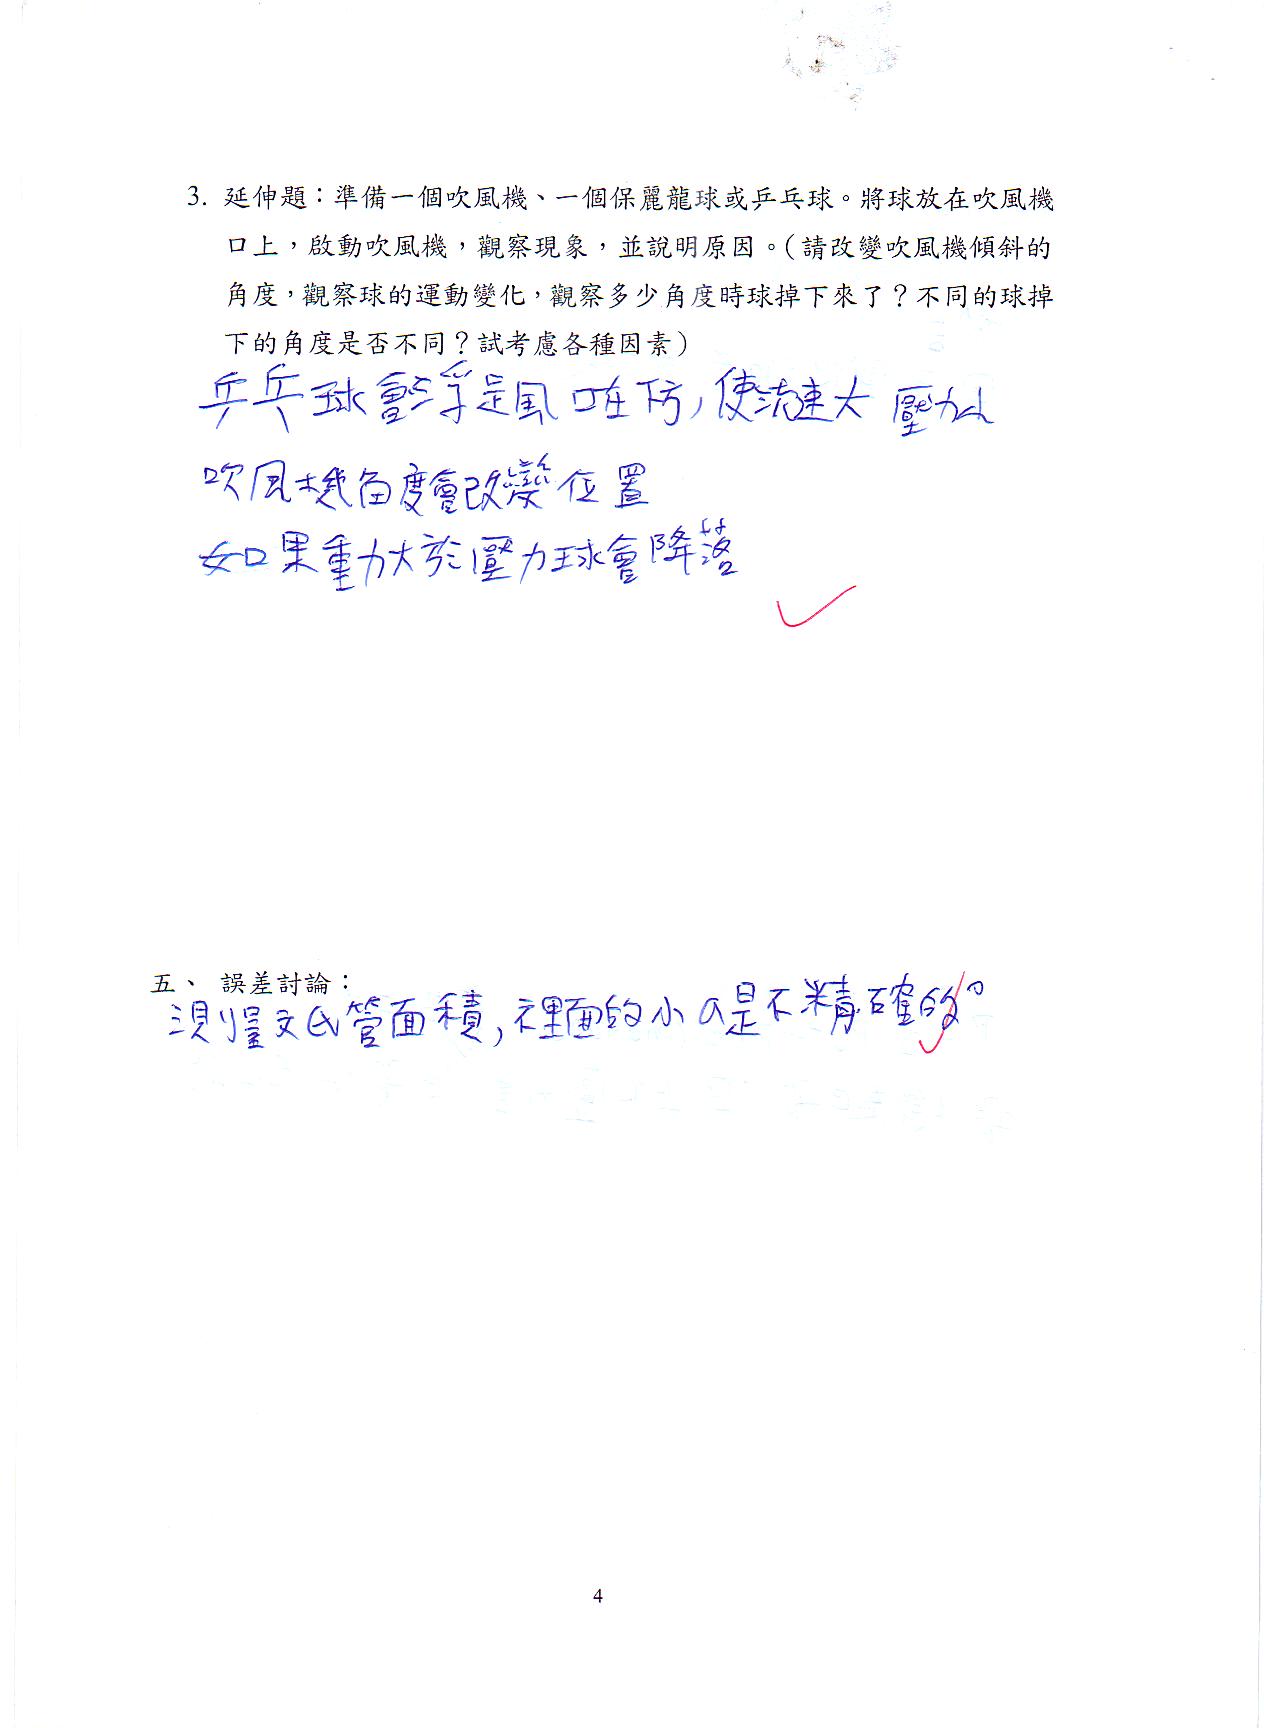 3. 延伸題：準備一個吹風機、一個保麗龍球或乒乓球。將球放在吹風機
口上，啟動吹風機，觀察現象，並說明原因。（請改變吹風機傾斜的
角度，觀察球的運動變化，觀察多少角度時球掉下來了？不同的球掉
下的角度是否不同？試考慮各種因素）
乒乓球會浮是風 下方，使流速大 壓力小
吹風機角度會改變位置
如果重力大於壓力球會降落
五、 誤差討論：
測量文氏管面積，裡面的小 是不精確的。
4